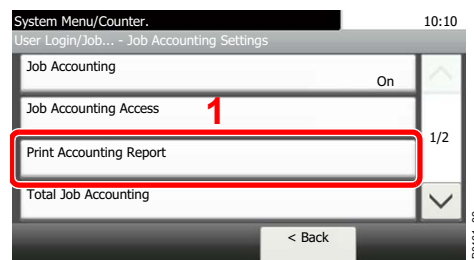 System Menu/Counter.
10:10
User Login/Job... - Job Accounting Settings
Job Accounting
On
Job Accounting Access
1
1/2
Print Accounting Report
Total Job Accounting
< Back